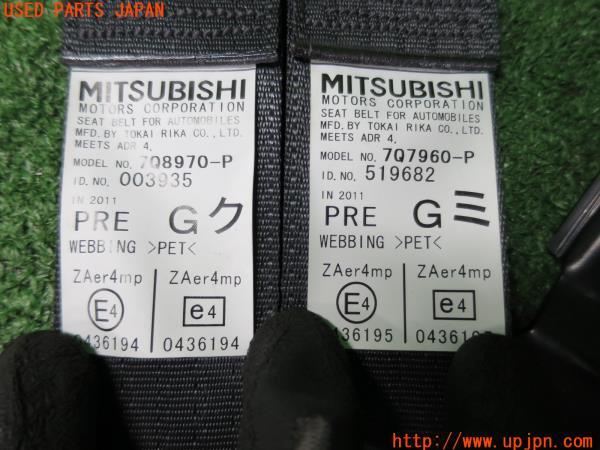 USED PARTS JAPAN
MITSUBISHI
MOTORS CORPORATION
SEAT BELT FOR AUTOMOBILES
MFD. BY TOKAI RIKA CO., LTD.
MEETS ADR 4,
MODEL NO. 7Q8970-P
ID. NO. 003935
IN 2011
PRE Gク
WEBBING >PET<
ZAer4mp ZAer4mp
E4 e4
0436194 0436194
MITSUBISHI
MOTORS CORPORATION
SEAT BELT FOR AUTOMOBILES
MFD. BY TOKAI RIKA CO., LTD.
MEETS ADR 4,
MODEL NO. 7Q7960-P
ID. NO. 519682
IN 2011
PRE Gミ
WEBBING >PET<
ZAer4mp ZAer4mp
E4 e4
http://www.upjpn.com/